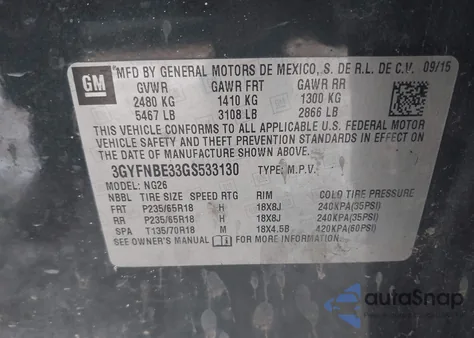 GM
MFD BY GENERAL MOTORS DE MEXICO, S. DE R.L. DE C.V. 09/15
GVWR GAWR FRT GAWR RR
2480 KG 1410 KG 1300 KG
5467 LB 3108 LB 2866 LB
THIS VEHICLE CONFORMS TO ALL APPLICABLE U.S. FEDERAL MOTOR
VEHICLE SAFETY AND THEFT PREVENTION STANDARDS IN EFFECT ON
THE DATE OF MANUFACTURE SHOWN ABOVE.
3GYFNBE33GS533130 TYPE: M.P.V.
MODEL: NG26
NBBL TIRE SIZE SPEED RTG RIM COLD TIRE PRESSURE
FRT P235/65R18 H 18X8J 240KPA(35PSI)
RR P235/65R18 H 18X8J 240KPA(35PSI)
SPA T135/70R18 M 18X4.5B 420KPA(60PSI)
SEE OWNER'S MANUAL FOR MORE INFORMATION.
autoSnap